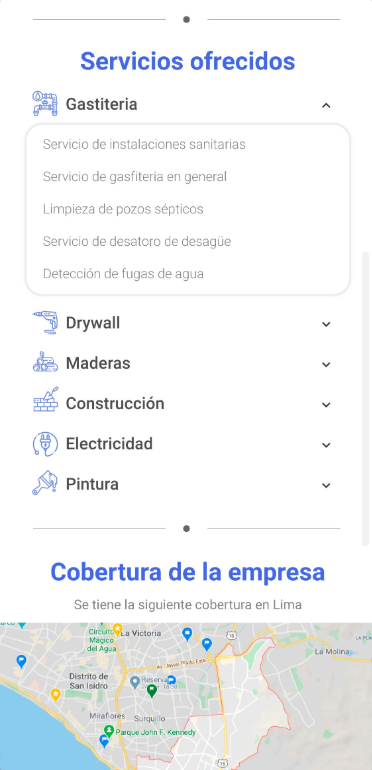 Servicios ofrecidos
Gastiteria
Servicio de instalaciones sanitarias
Servicio de gasfiteria en general
Limpieza de pozos sépticos
Servicio de desatoro de desagüe
Detección de fugas de agua
Drywall
Maderas
Construcción
Electricidad
Pintura
Cobertura de la empresa
Se tiene la siguiente cobertura en Lima
Circuito
Mágico
del Agua
La Victoria
Av. Javier Prado Este
La Molina
Distrito de
San Isidro
Reserva
Miraflores
Surquillo
Parque John F. Kennedy